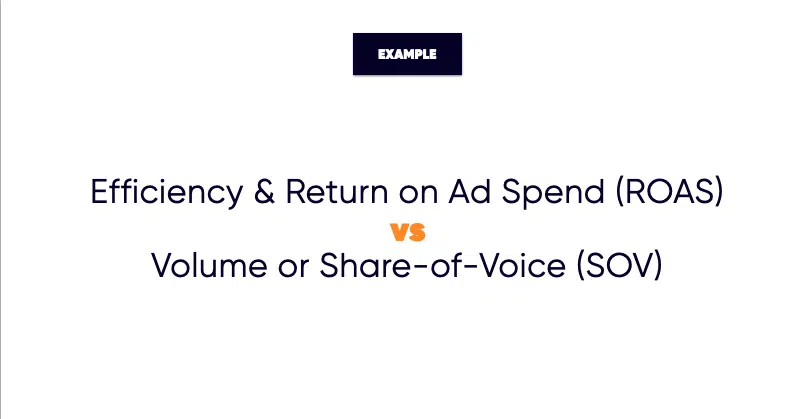 EXAMPLE
Efficiency & Return on Ad Spend (ROAS)
vs
Volume or Share-of-Voice (SOV)